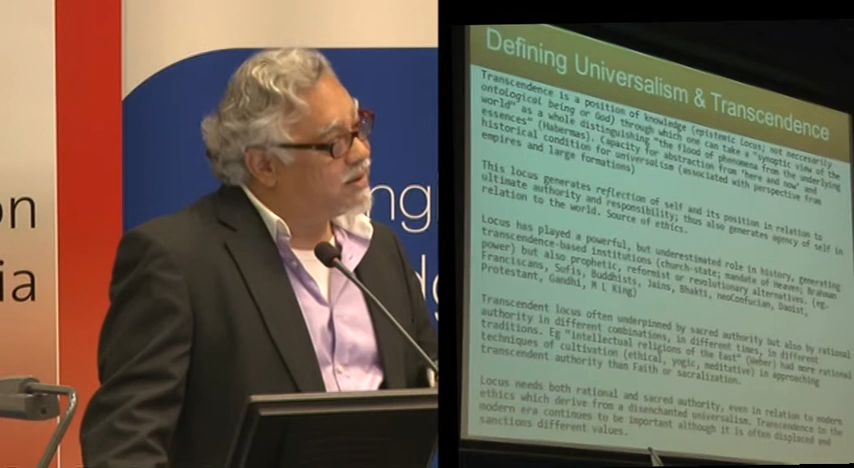 on
ia
ng
d
Defining Universalism & Transcendence
Transcendence is a position of knowledge (epistemic locus; not neccesorily
ontological being or God) through which one can take a "synoptic view of the
world" as a whole distinguishing "the flood of phenomena from the underlying
essences" (Habermas). Capacity for abstraction from 'here and now' and
historical condition for universalism (associated with perspective from
empires and large formations)
This locus generates reflection of self and its position in relation to
ultimate authority and responsibility; thus also generates agency of self in
relation to the world. Source of ethics.
Locus has played a powerful, but underestimated role in history, generating
transcendence-based institutions (church-state; mandate of Heaven; Brahman
power) but also prophetic, reformist or revolutionary alternatives. (eg.
Franciscans, Sufis, Buddhists, Jains, Bhakti, neoConfucian, Daoist,
Protestant, Gandhi, M L King)
Transcendent locus often underpinned by sacred authority but also by rational
authority in different combinations, in different times, in different
traditions. Eg "intellectual religions of the East" (Weber) had more rational
techniques of cultivation (ethical, yogic, meditative) in approaching
transcendent authority than Faith or sacralization.
Locus needs both rational and sacred authority, even in relation to modern
ethics which derive from a disenchanted universalism. Transcendence in the
modern era continues to be important although it is often displaced and
sanctions different values.